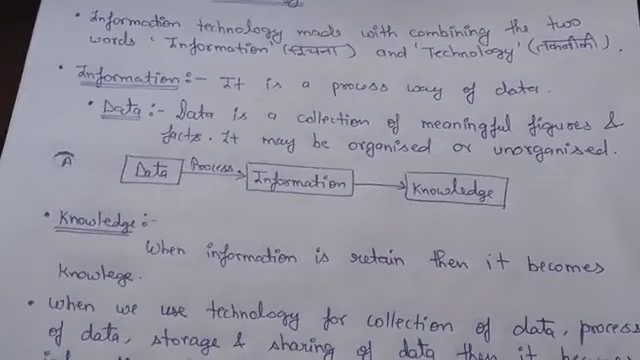 • Information technology made with combining the two
words 'Information' (सूचना) and 'Technology' (तकनीकी).
• Information:- It is a process way of data.
• Data:- Data is a collection of meaningful figures &
facts. It may be organised or unorganised.
Data Process Information Knowledge
• Knowledge:-
When information is retain then it becomes
Knowlege.
• When we use technology for collection of data, process
of data, storage & sharing of data then it